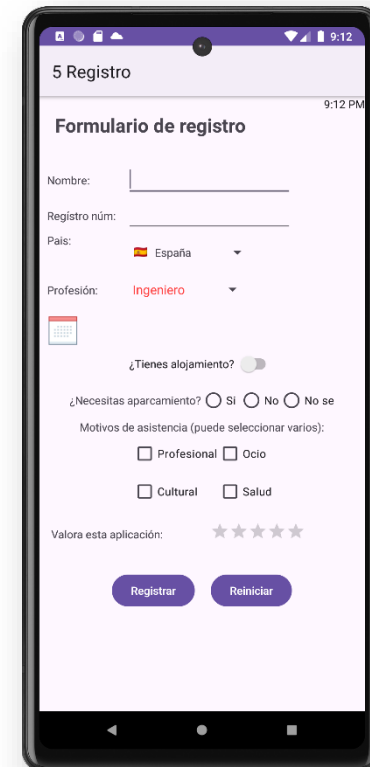 9:12
5 Registro
9:12 PM
Formulario de registro
Nombre:
Registro núm:
Pais:
España
Profesión:
Ingeniero
¿Tienes alojamiento?
¿Necesitas aparcamiento? Si No No se
Motivos de asistencia (puede seleccionar varios):
Profesional Ocio
Cultural Salud
Valora esta aplicación:
Registrar Reiniciar